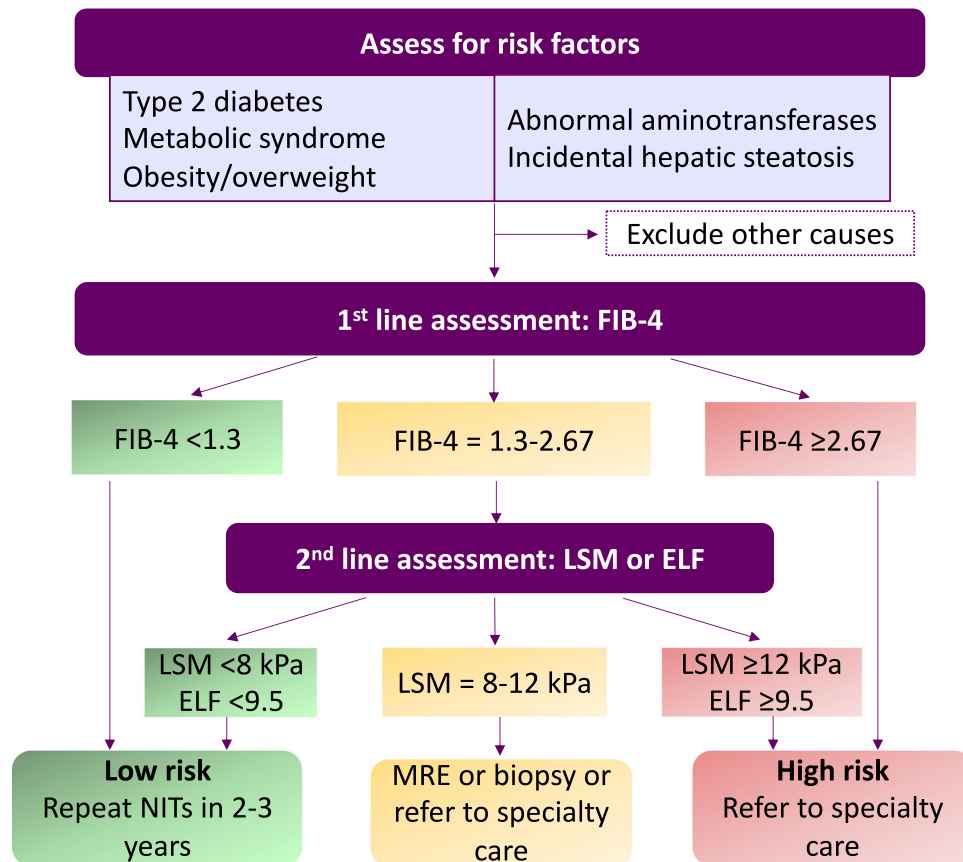 Assess for risk factors
Type 2 diabetes
Metabolic syndrome
Obesity/overweight
Abnormal aminotransferases
Incidental hepatic steatosis
Exclude other causes
1st line assessment: FIB-4
FIB-4 <1.3
FIB-4 = 1.3-2.67
FIB-4 ≥2.67
2nd line assessment: LSM or ELF
LSM <8 kPa
ELF <9.5
LSM = 8-12 kPa
LSM ≥12 kPa
ELF ≥9.5
Low risk
Repeat NITs in 2-3
years
MRE or biopsy or
refer to specialty
care
High risk
Refer to specialty
care